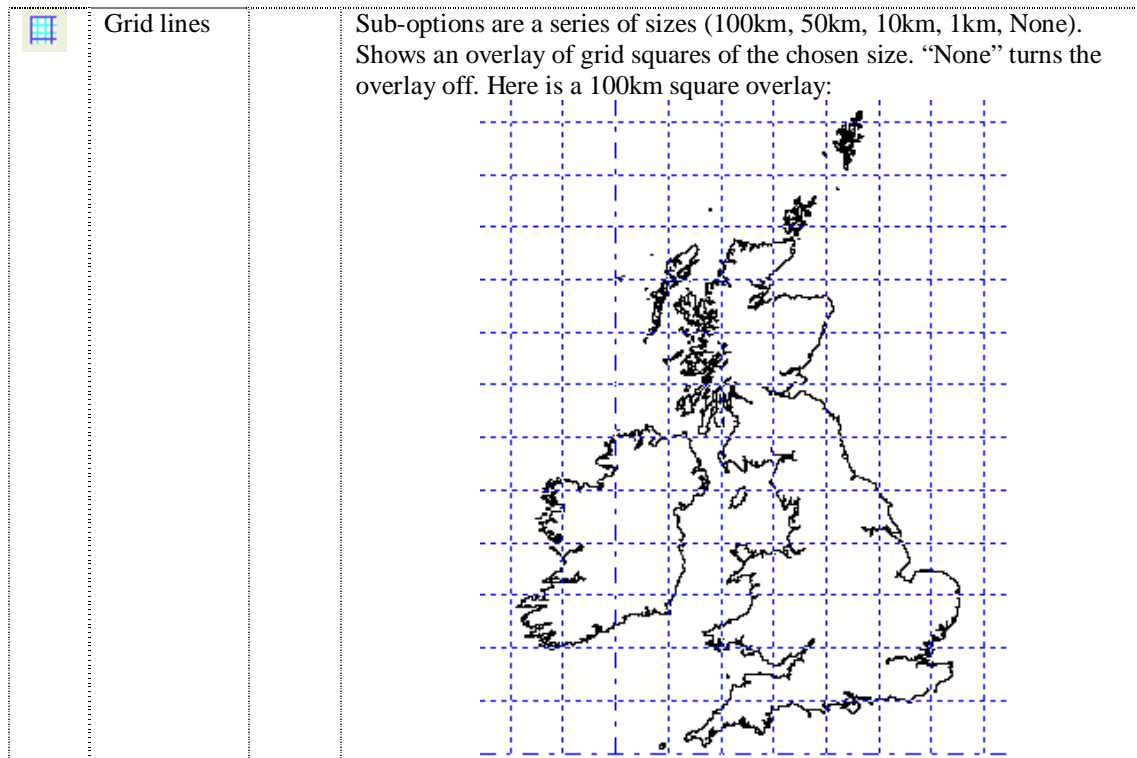 Grid lines
Sub-options are a series of sizes (100km, 50km, 10km, 1km, None).
Shows an overlay of grid squares of the chosen size. “None” turns the
overlay off. Here is a 100km square overlay: